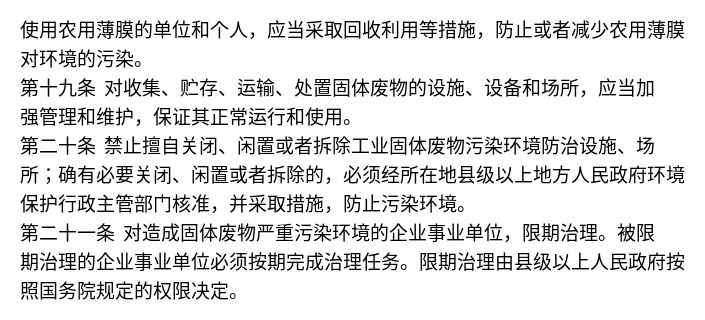 使用农用薄膜的单位和个人，应当采取回收利用等措施，防止或者减少农用薄膜
对环境的污染。
第十九条 对收集、贮存、运输、处置固体废物的设施、设备和场所，应当加
强管理和维护，保证其正常运行和使用。
第二十条 禁止擅自关闭、闲置或者拆除工业固体废物污染环境防治设施、场
所；确有必要关闭、闲置或者拆除的，必须经所在地县级以上地方人民政府环境
保护行政主管部门核准，并采取措施，防止污染环境。
第二十一条 对造成固体废物严重污染环境的企业事业单位，限期治理。被限
期治理的企业事业单位必须按期完成治理任务。限期治理由县级以上人民政府按
照国务院规定的权限决定。